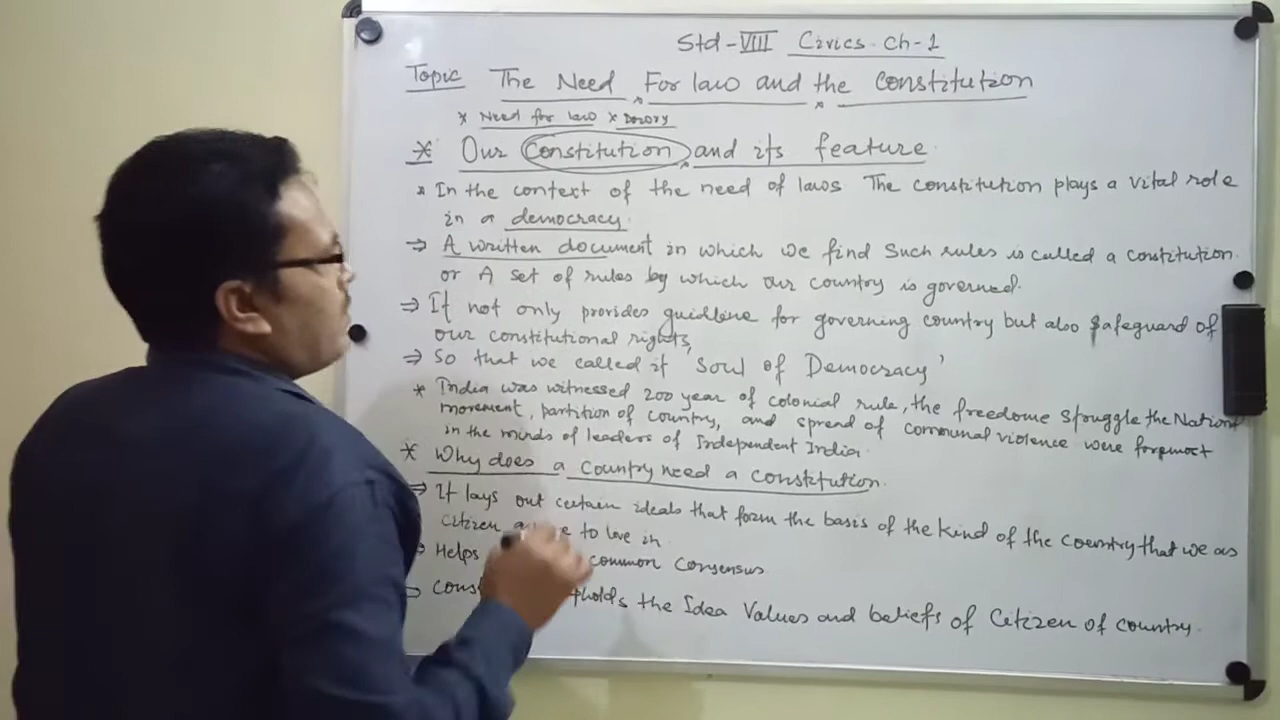 Std-VIII Civics Ch-1
Topic The Need For law and the Constitution
* Need for law *
* Our Constitution and its feature
* In the context of the need of laws The constitution plays a vital role
in a democracy.
⇒ A written document in which we find such rules is called a constitution.
or A set of rules by which our country is governed.
⇒ It not only provides guidline for governing country but also safeguard of
our constitutional rights,
⇒ So that we called it 'Soul of Democracy'
* India was witnessed 200 year of colonial rule, the freedome struggle the Nation
movement, partition of country, and spread of communal violence were
in the minds of leaders of Independent India.
* Why does a country need a constitution.
⇒ It lays out certain ideals that form the basis of the kind of the country that we as
citizen to in
Helps common consensus
⇒ the Idea Values and beliefs of Citizen of country.